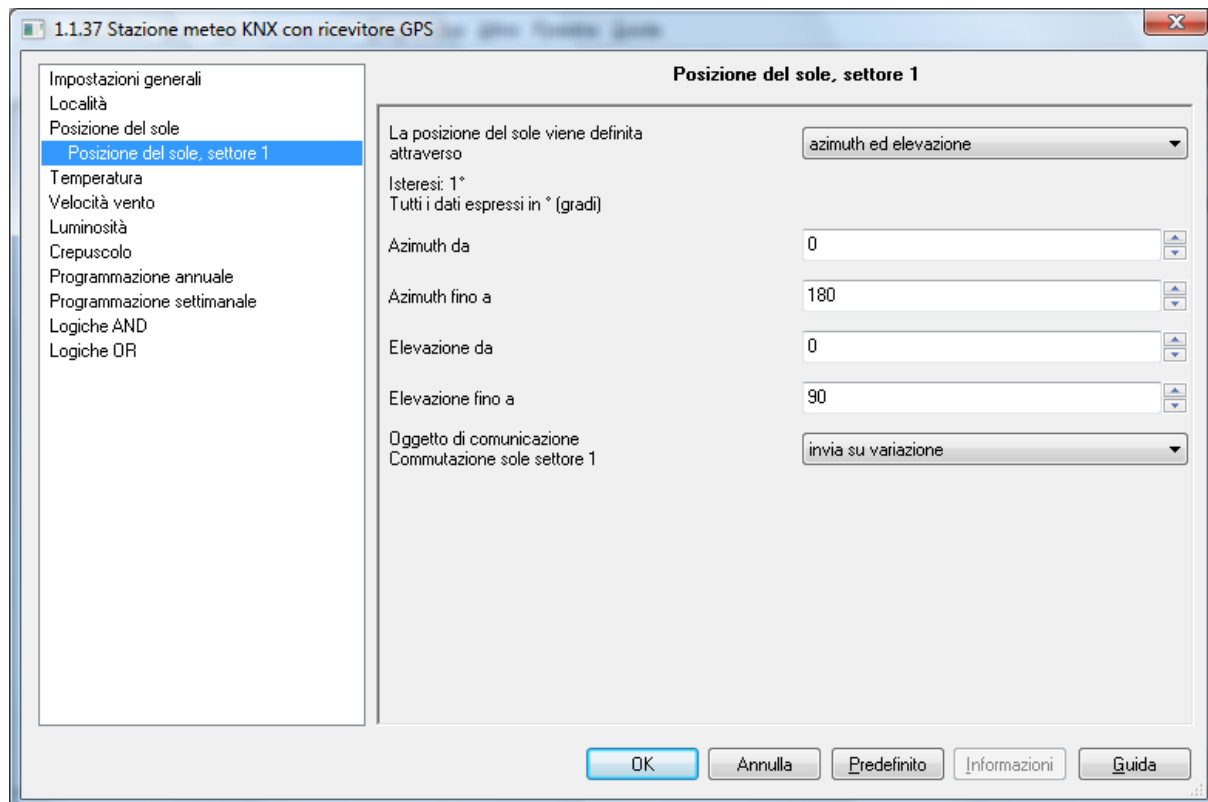 1.1.37 Stazione meteo KNX con ricevitore GPS
Impostazioni generali
Località
Posizione del sole
Posizione del sole, settore 1
Temperatura
Velocità vento
Luminosità
Crepuscolo
Programmazione annuale
Programmazione settimanale
Logiche AND
Logiche OR
Posizione del sole, settore 1
La posizione del sole viene definita
attraverso
azimuth ed elevazione
Isteresi: 1°
Tutti i dati espressi in ° (gradi)
Azimuth da
0
Azimuth fino a
180
Elevazione da
0
Elevazione fino a
90
Oggetto di comunicazione
Commutazione sole settore 1
invia su variazione
OK
Annulla
Predefinito
Informazioni
Guida